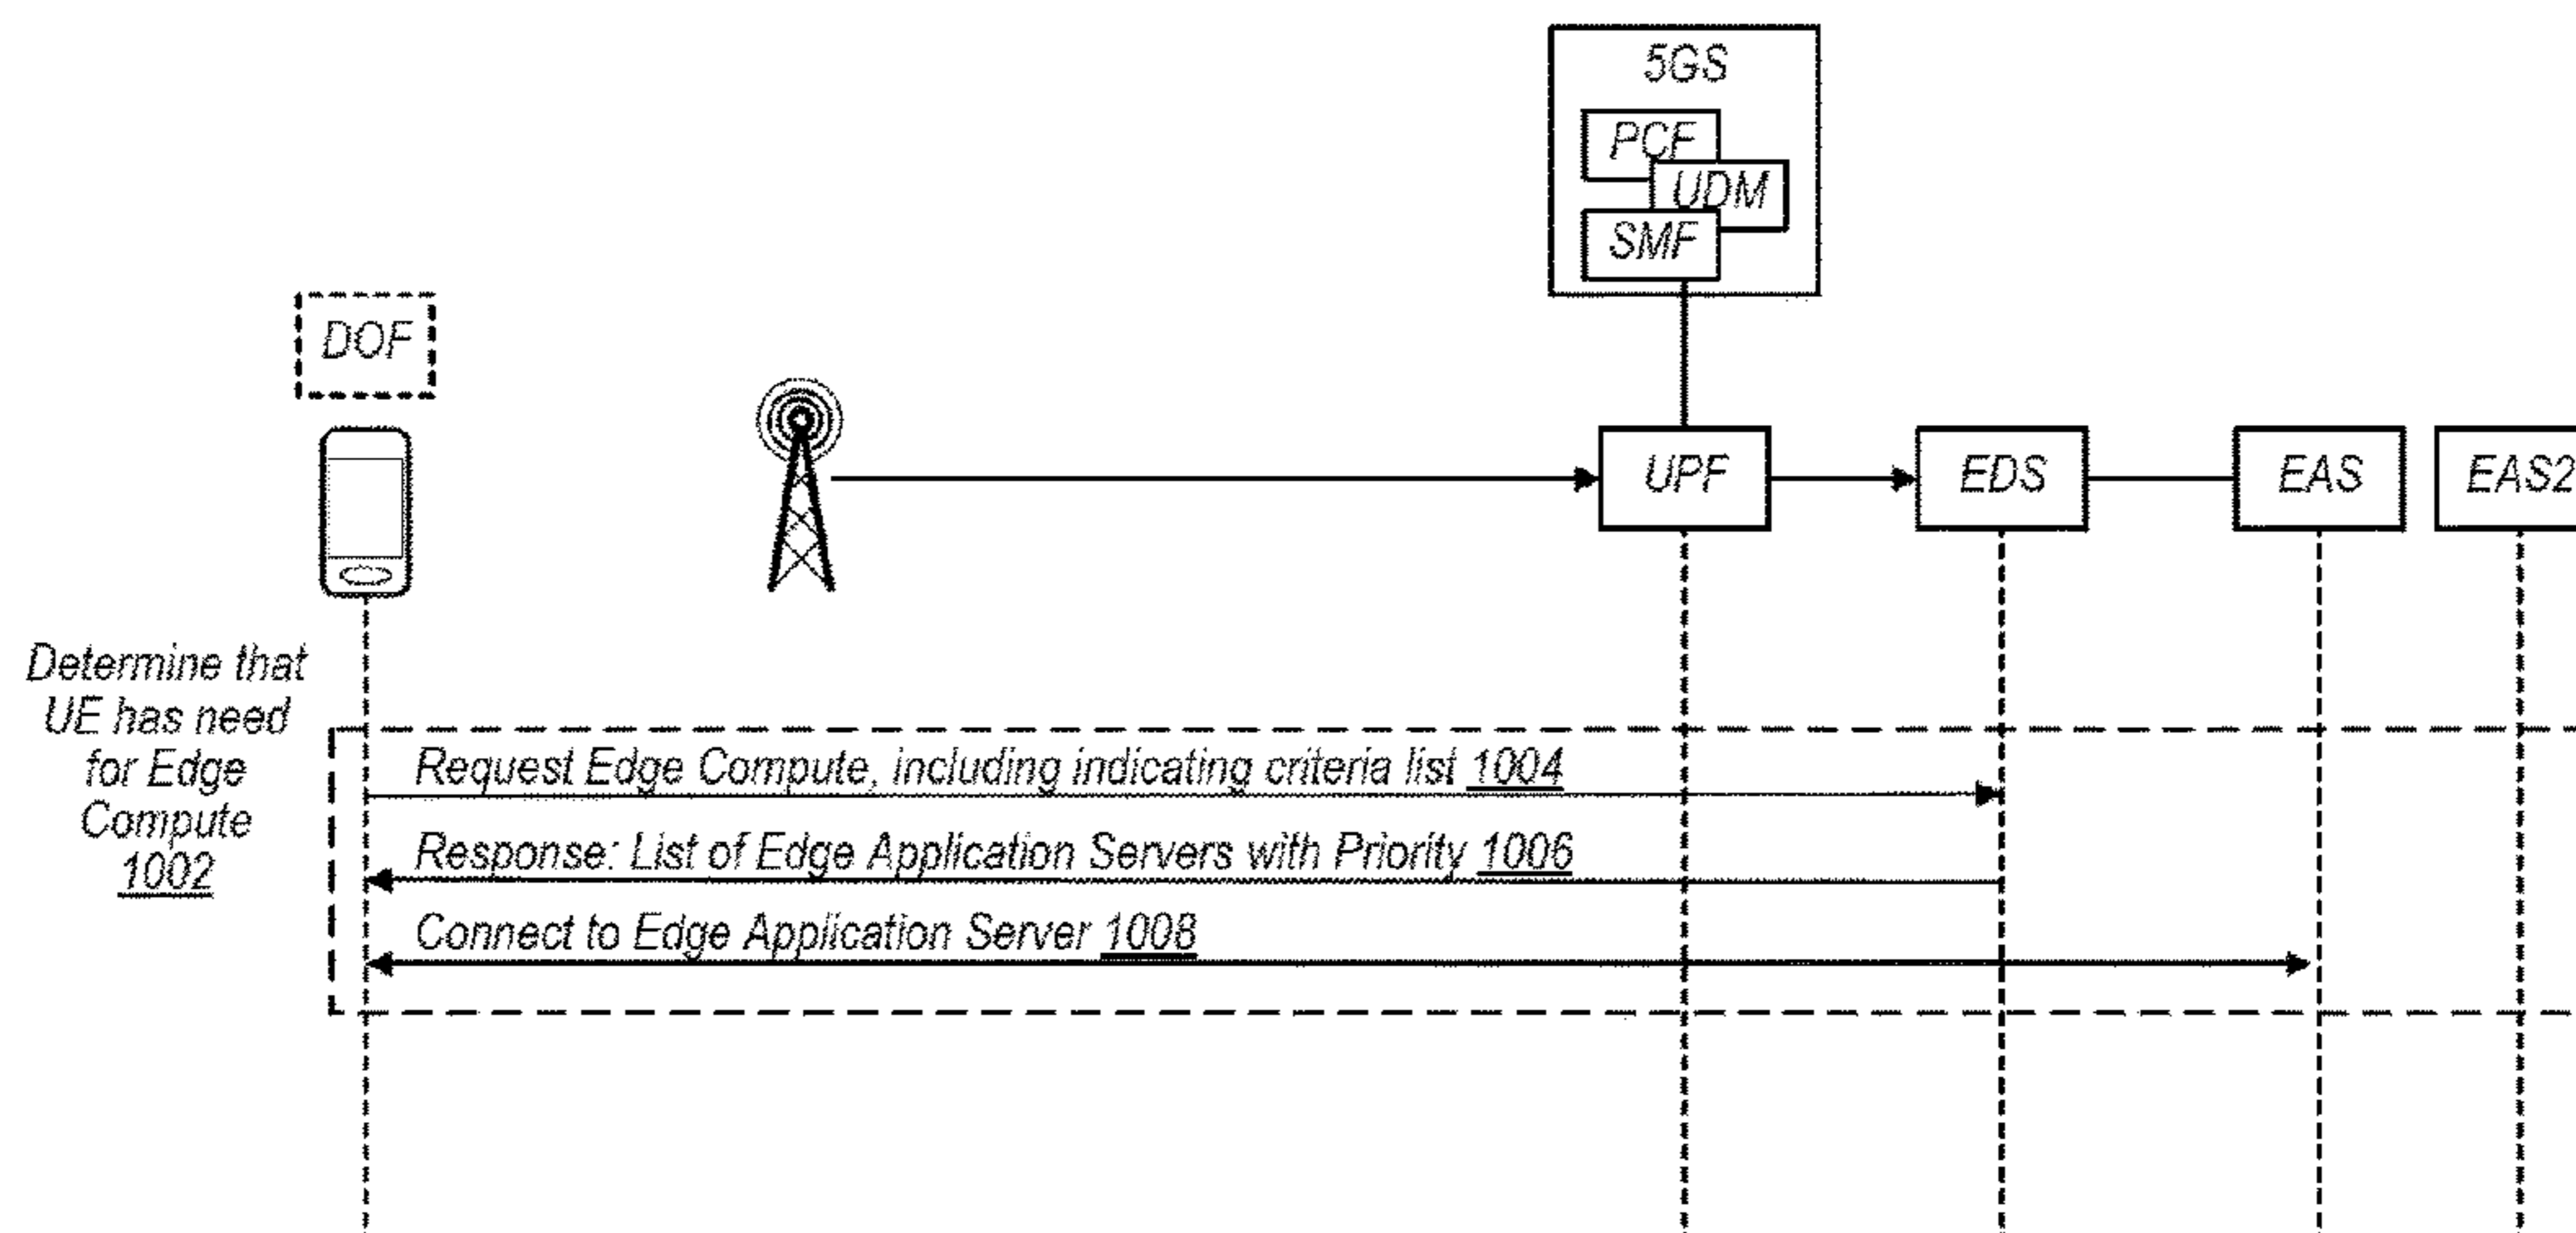 5GS
PCF
UDM
SMF
DOF
UPF
EDS
EAS
EAS2
Determine that
UE has need
for Edge
Compute
1002
Request Edge Compute, including indicating criteria list 1004
Response: List of Edge Application Servers with Priority 1006
Connect to Edge Application Server 1008